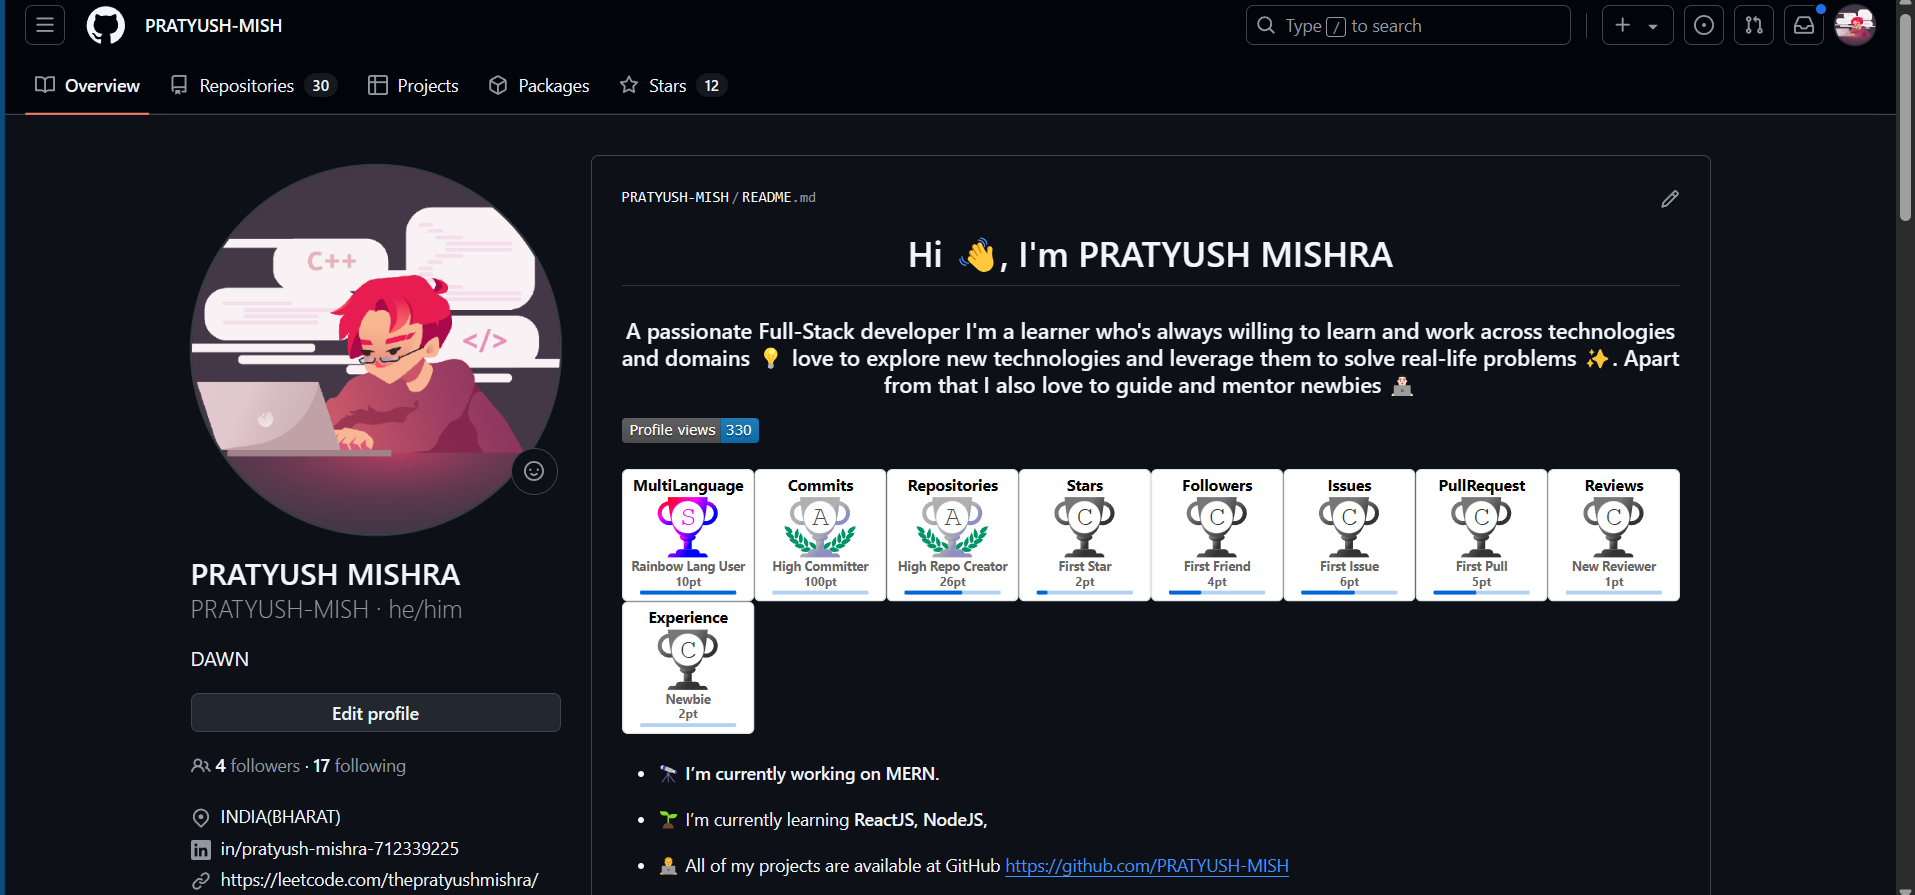 PRATYUSH-MISH
Type / to search
Overview
Repositories 30
Projects
Packages
Stars 12
C++
</>
PRATYUSH MISHRA
PRATYUSH-MISH · he/him
DAWN
Edit profile
4 followers · 17 following
INDIA(BHARAT)
in/pratyush-mishra-712339225
https://leetcode.com/thepratyushmishra/
PRATYUSH-MISH/README.md
Hi 👋, I'm PRATYUSH MISHRA
A passionate Full-Stack developer I'm a learner who's always willing to learn and work across technologies
and domains 💡 love to explore new technologies and leverage them to solve real-life problems ✨. Apart
from that I also love to guide and mentor newbies 👨🏻‍💻
Profile views 330
MultiLanguage
S
Rainbow Lang User
10pt
Commits
A
High Committer
100pt
Repositories
A
High Repo Creator
26pt
Stars
C
First Star
2pt
Followers
C
First Friend
4pt
Issues
C
First Issue
6pt
PullRequest
C
First Pull
5pt
Reviews
C
New Reviewer
1pt
Experience
C
Newbie
2pt
• 🔭 I’m currently working on MERN.
• 🌱 I’m currently learning ReactJS, NodeJS,
• 👨‍💻 All of my projects are available at GitHub https://github.com/PRATYUSH-MISH